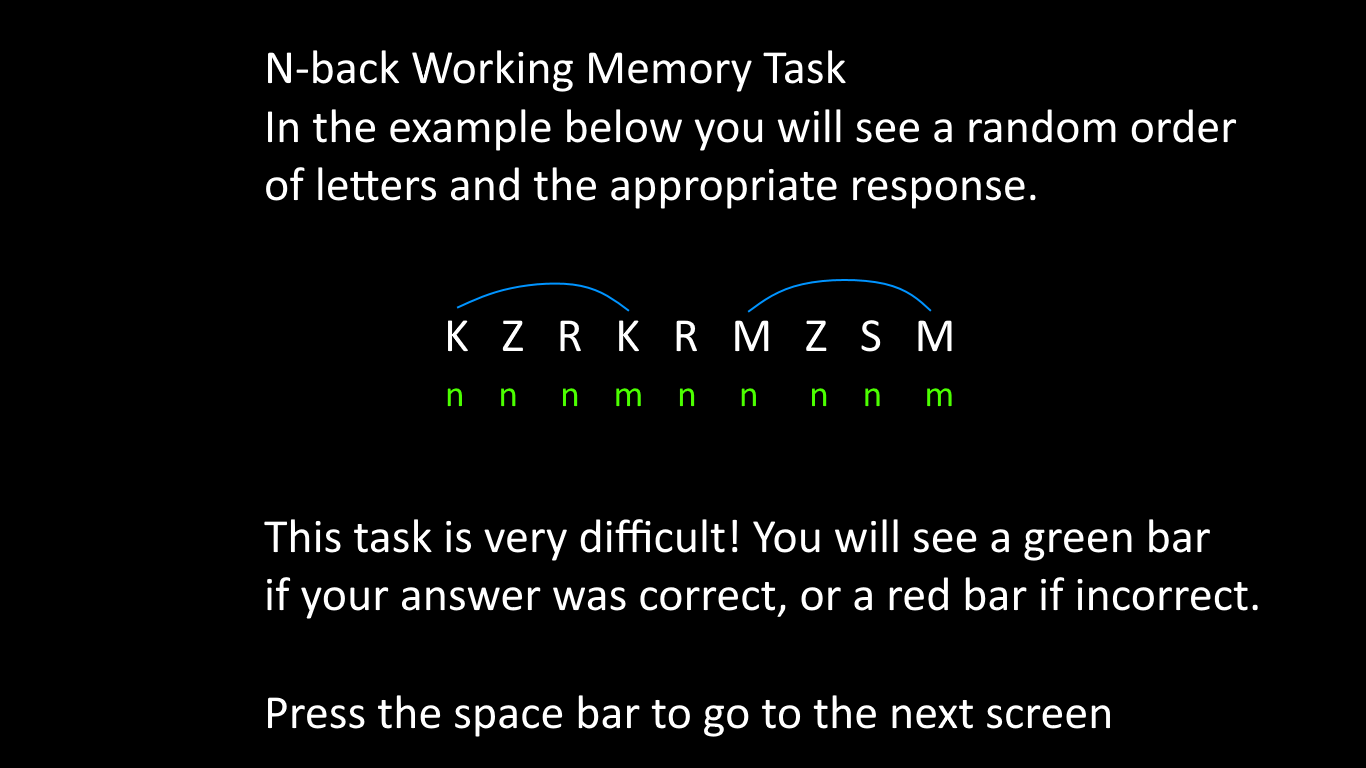 N-back Working Memory Task
In the example below you will see a random order
of letters and the appropriate response.
K Z R K R M Z S M
n n n m n n n n m
This task is very difficult! You will see a green bar
if your answer was correct, or a red bar if incorrect.
Press the space bar to go to the next screen